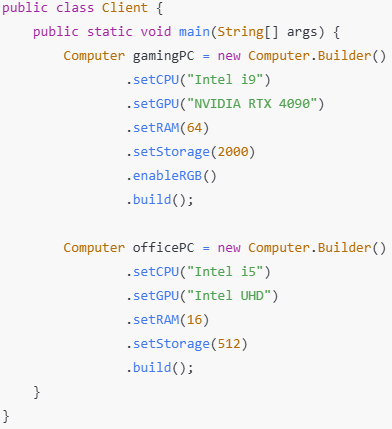 public class Client {
    public static void main(String[] args) {
        Computer gamingPC = new Computer.Builder()
                .setCPU("Intel i9")
                .setGPU("NVIDIA RTX 4090")
                .setRAM(64)
                .setStorage(2000)
                .enableRGB()
                .build();

        Computer officePC = new Computer.Builder()
                .setCPU("Intel i5")
                .setGPU("Intel UHD")
                .setRAM(16)
                .setStorage(512)
                .build();
    }
}